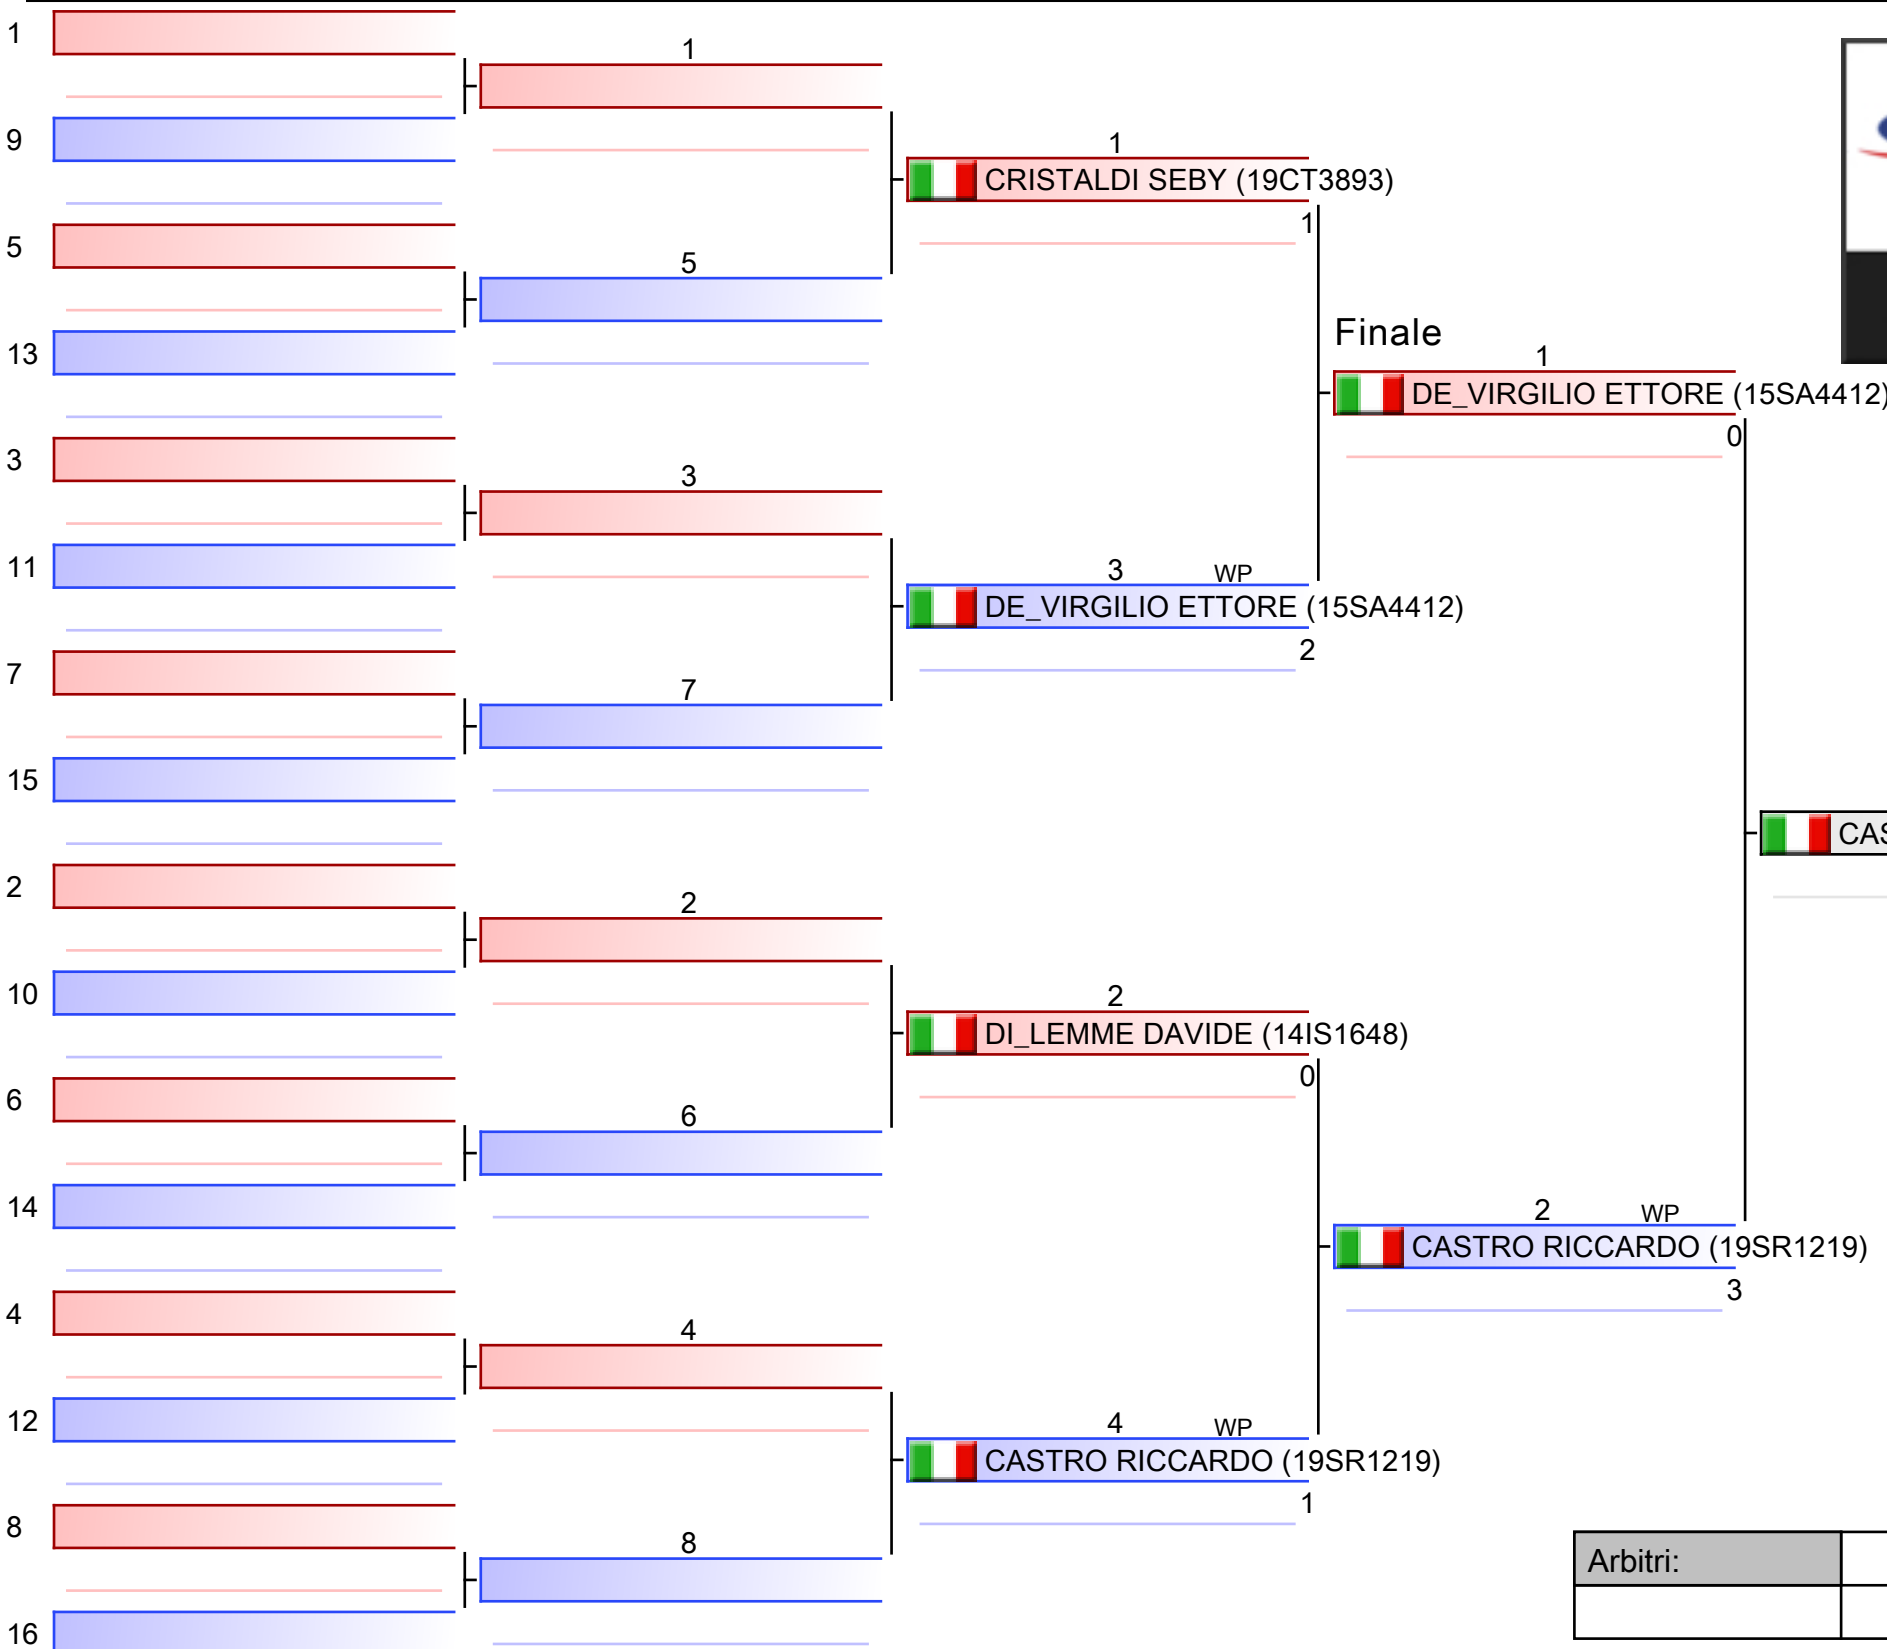 1
1
9
1
CRISTALDI SEBY (19CT3893)
1
5
5
13
Finale
1
DE_VIRGILIO ETTORE (15SA4412)
0
3
3
11
3 WP
DE_VIRGILIO ETTORE (15SA4412)
2
7
7
15
CAS
2
2
10
2
DI_LEMME DAVIDE (14IS1648)
0
6
6
14
2 WP
CASTRO RICCARDO (19SR1219)
3
4
4
12
4 WP
CASTRO RICCARDO (19SR1219)
1
8
8
Arbitri:
16